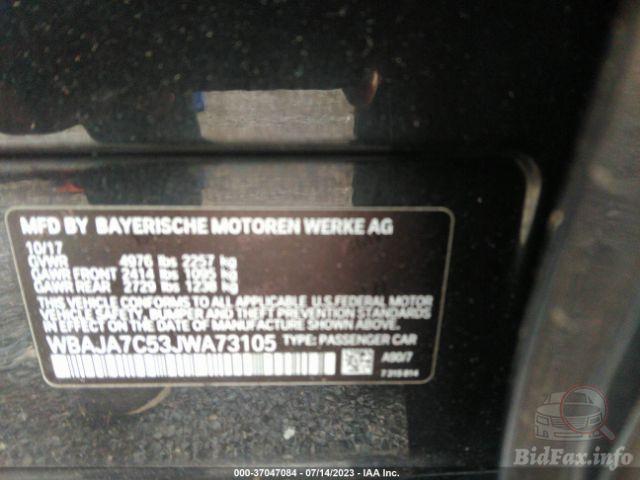 MFD BY BAYERISCHE MOTOREN WERKE AG
10/17
GVWR 4976 lbs 2257 kg
GAWR FRONT 2414 lbs 1095 kg
GAWR REAR 2729 lbs 1238 kg
THIS VEHICLE CONFORMS TO ALL APPLICABLE U.S. FEDERAL MOTOR
VEHICLE SAFETY, BUMPER AND THEFT PREVENTION STANDARDS
IN EFFECT ON THE DATE OF MANUFACTURE SHOWN ABOVE.
WBAJA7C53JWA73105 TYPE: PASSENGER CAR
A90/7
7 315 814
BidFax.info
000-37047084 - 07/14/2023 - IAA Inc.